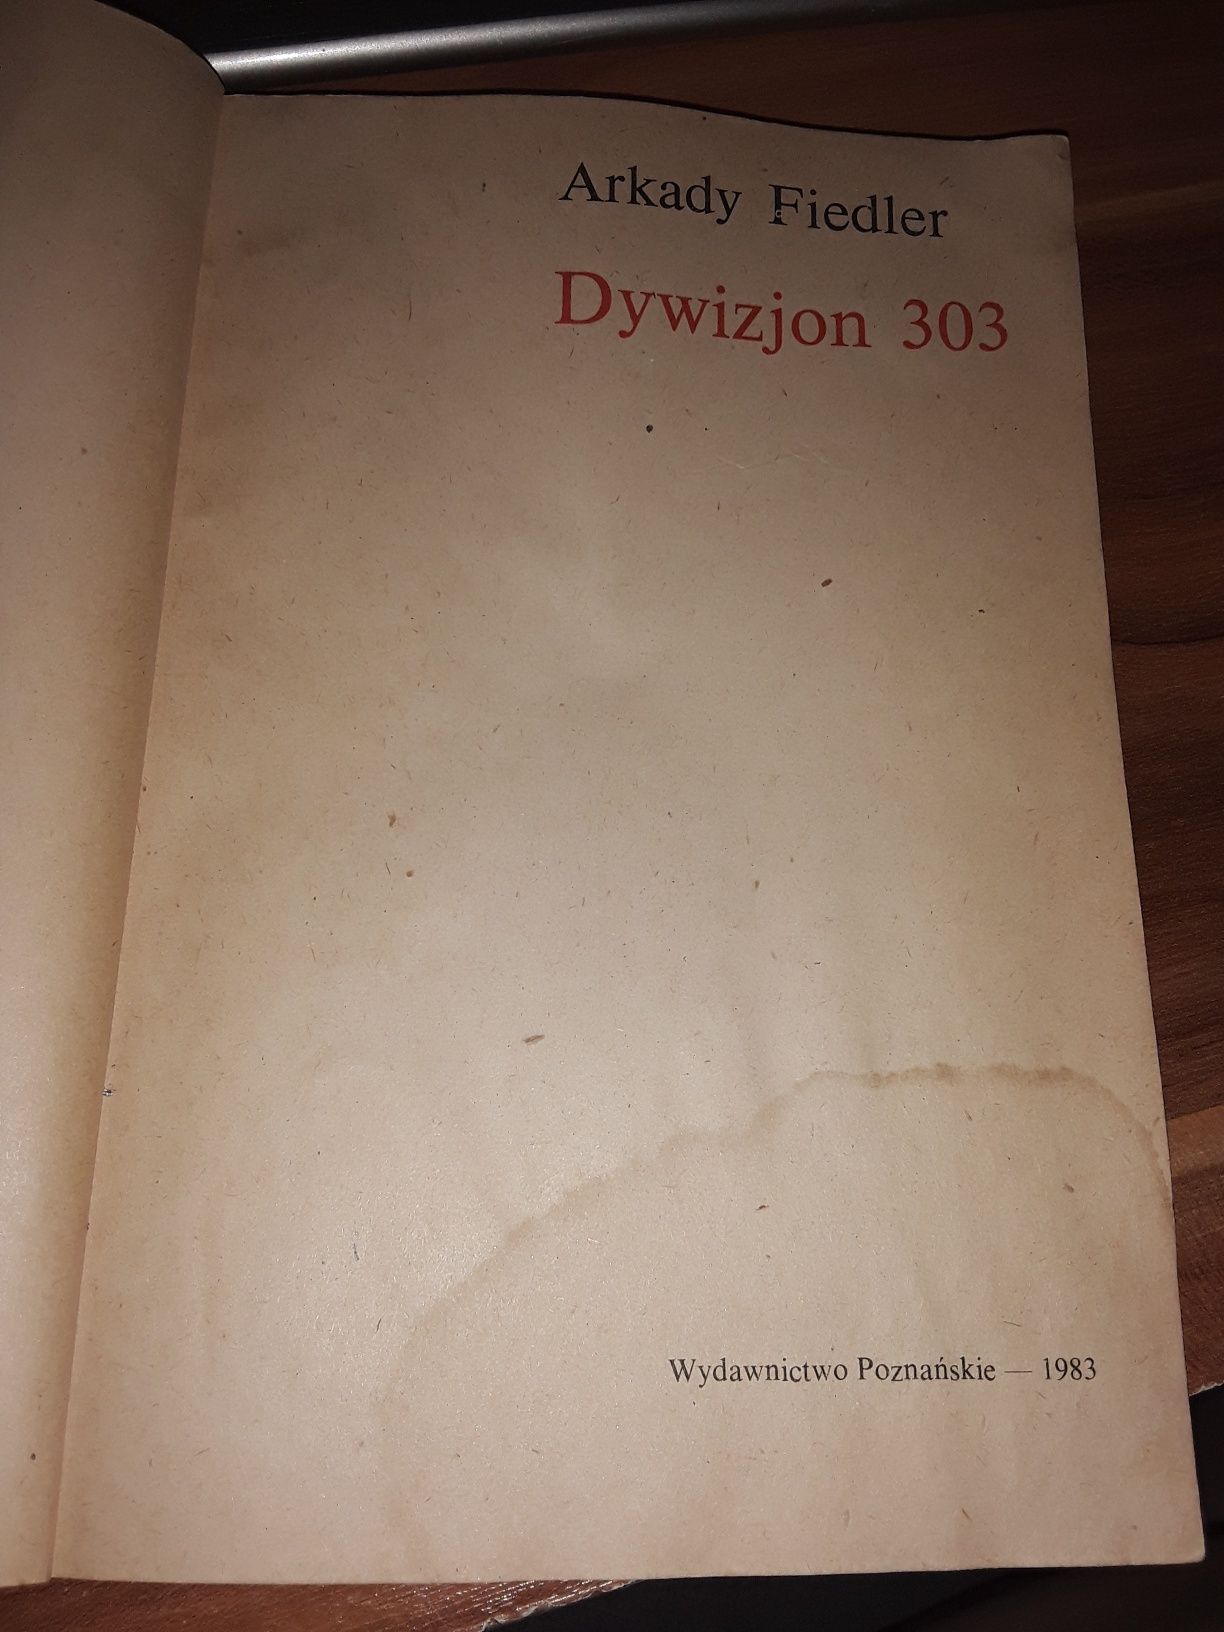 Arkady Fiedler
Dywizjon 303
Wydawnictwo Poznańskie — 1983